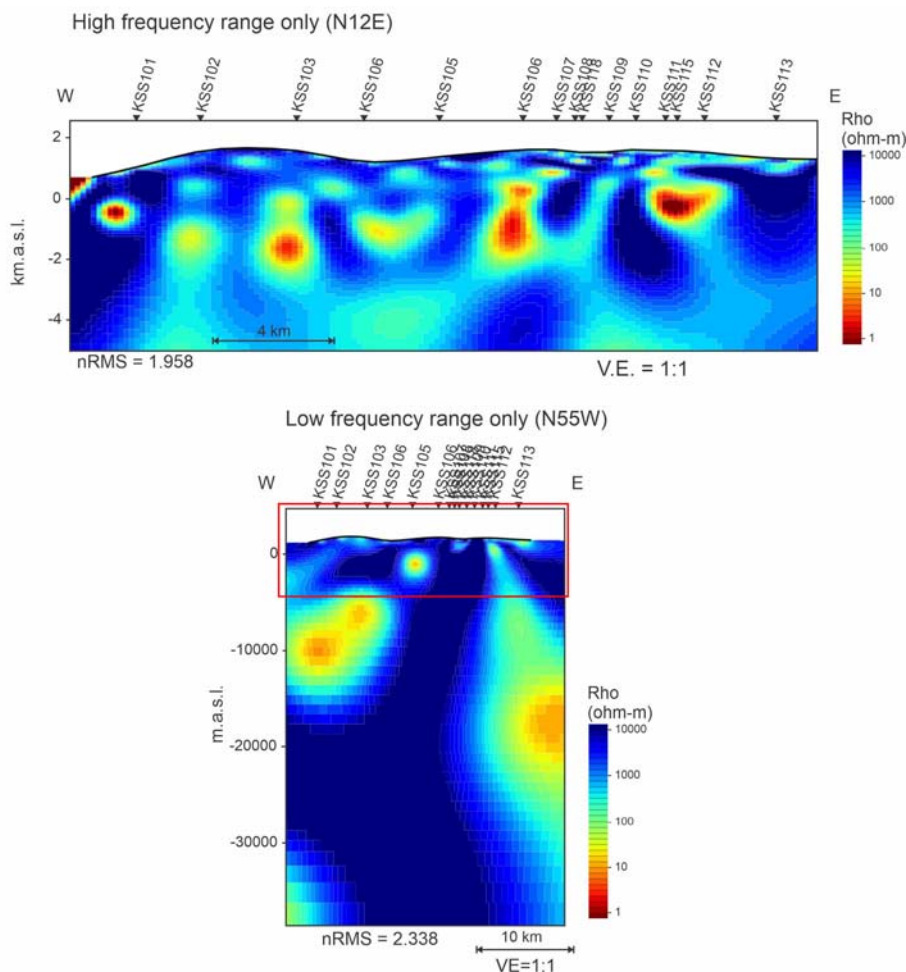 High frequency range only (N12E)
W
KSS101
KSS102
KSS103
KSS106
KSS105
KSS106
KSS107
KSS108
KSS118
KSS109
KSS110
KSS111
KSS115
KSS112
KSS113
E
Rho
(ohm-m)
10000
1000
100
10
1
km.a.s.l.
2
0
-2
-4
4 km
nRMS = 1.958
V.E. = 1:1
Low frequency range only (N55W)
W
KSS101
KSS102
KSS103
KSS106
KSS105
KSS106
KSS112
KSS113
E
m.a.s.l.
0
-10000
-20000
-30000
Rho
(ohm-m)
10000
1000
100
10
1
nRMS = 2.338
10 km
VE=1:1